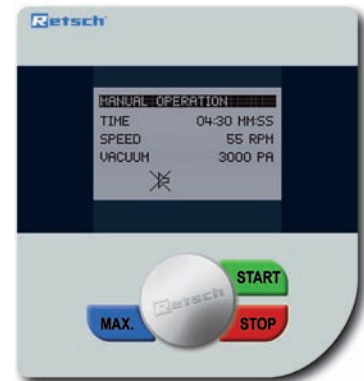 Retsch
MANUAL OPERATION
TIME 04:30 MM:SS
SPEED 55 RPM
VACUUM 3000 PA
Retsch
START
MAX.
STOP